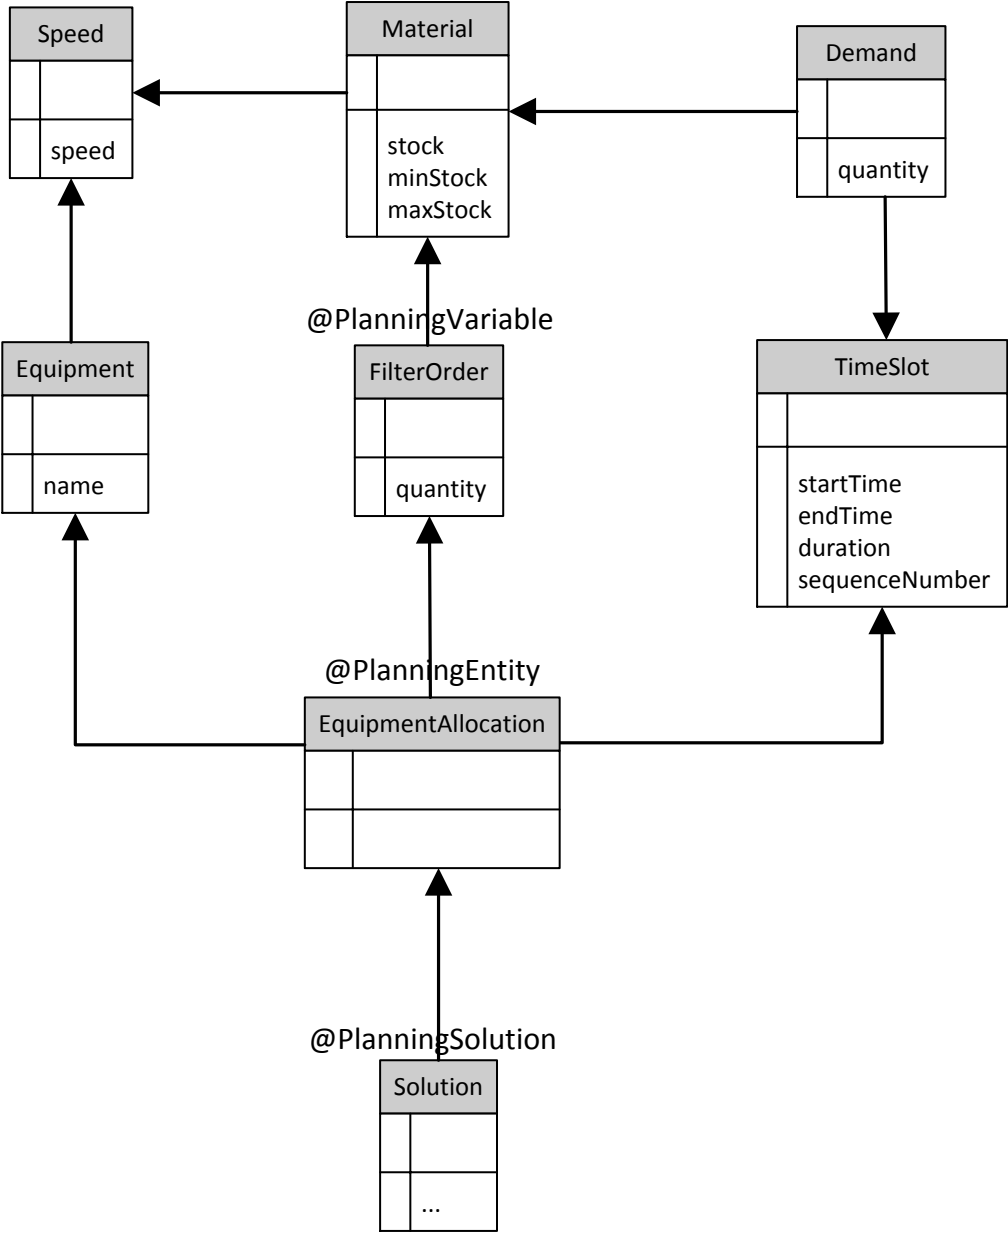 Speed
speed
Material
stock
minStock
maxStock
Demand
quantity
@PlanningVariable
Equipment
name
FilterOrder
quantity
TimeSlot
startTime
endTime
duration
sequenceNumber
@PlanningEntity
EquipmentAllocation
@PlanningSolution
Solution
...